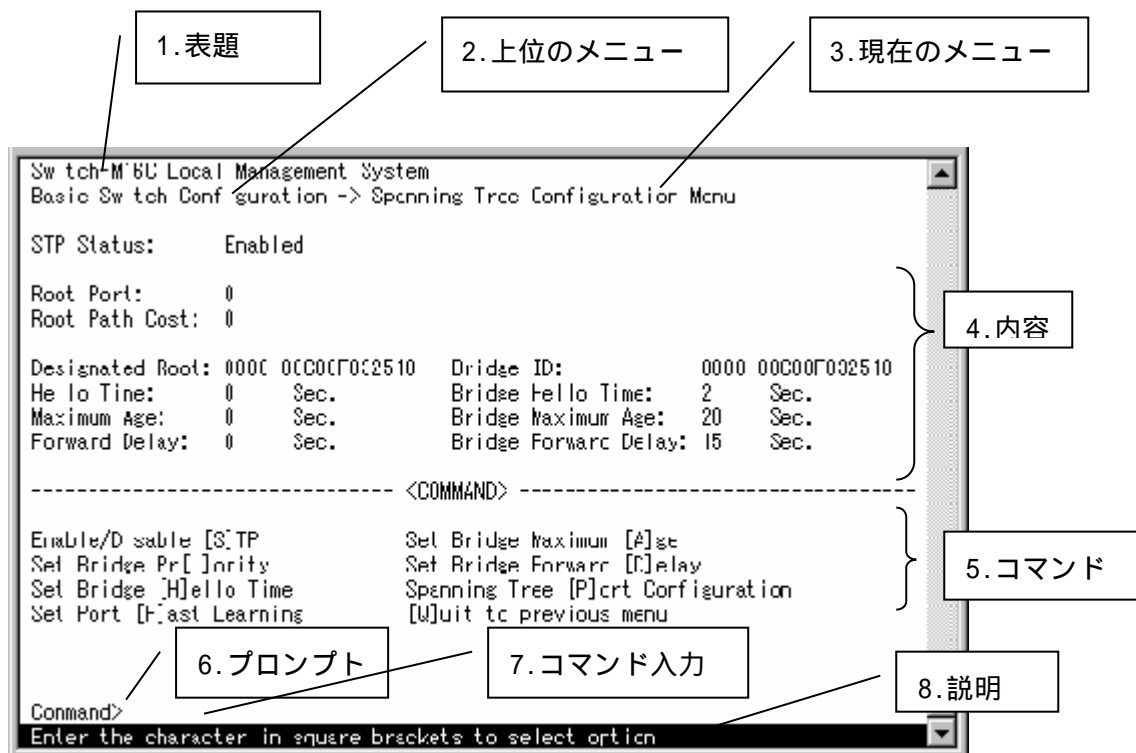 1.表題
2.上位のメニュー
3.現在のメニュー
Local Management System
Basic Switch Configuration -> Spanning Tree Configuration Menu
STP Status: Enabled
Root Port: 0
Root Path Cost: 0
4.内容
Designated Root: 0000 00C00F002510 Bridge ID: 0000 00C00F002510
Hello Time: 0 Sec. Bridge Hello Time: 2 Sec.
Maximum Age: 0 Sec. Bridge Maximum Age: 20 Sec.
Forward Delay: 0 Sec. Bridge Forward Delay: 15 Sec.
<COMMAND>
Enable/Disable [S]TP Set Bridge Maximum [A]ge
Set Bridge Pr[i]ority Set Bridge Forward [D]elay
Set Bridge [H]ello Time Spanning Tree [P]ort Configuration
Set Port [F]ast Learning [Q]uit to previous menu
5.コマンド
6.プロンプト
7.コマンド入力
8.説明
Command>
Enter the character in square brackets to select option